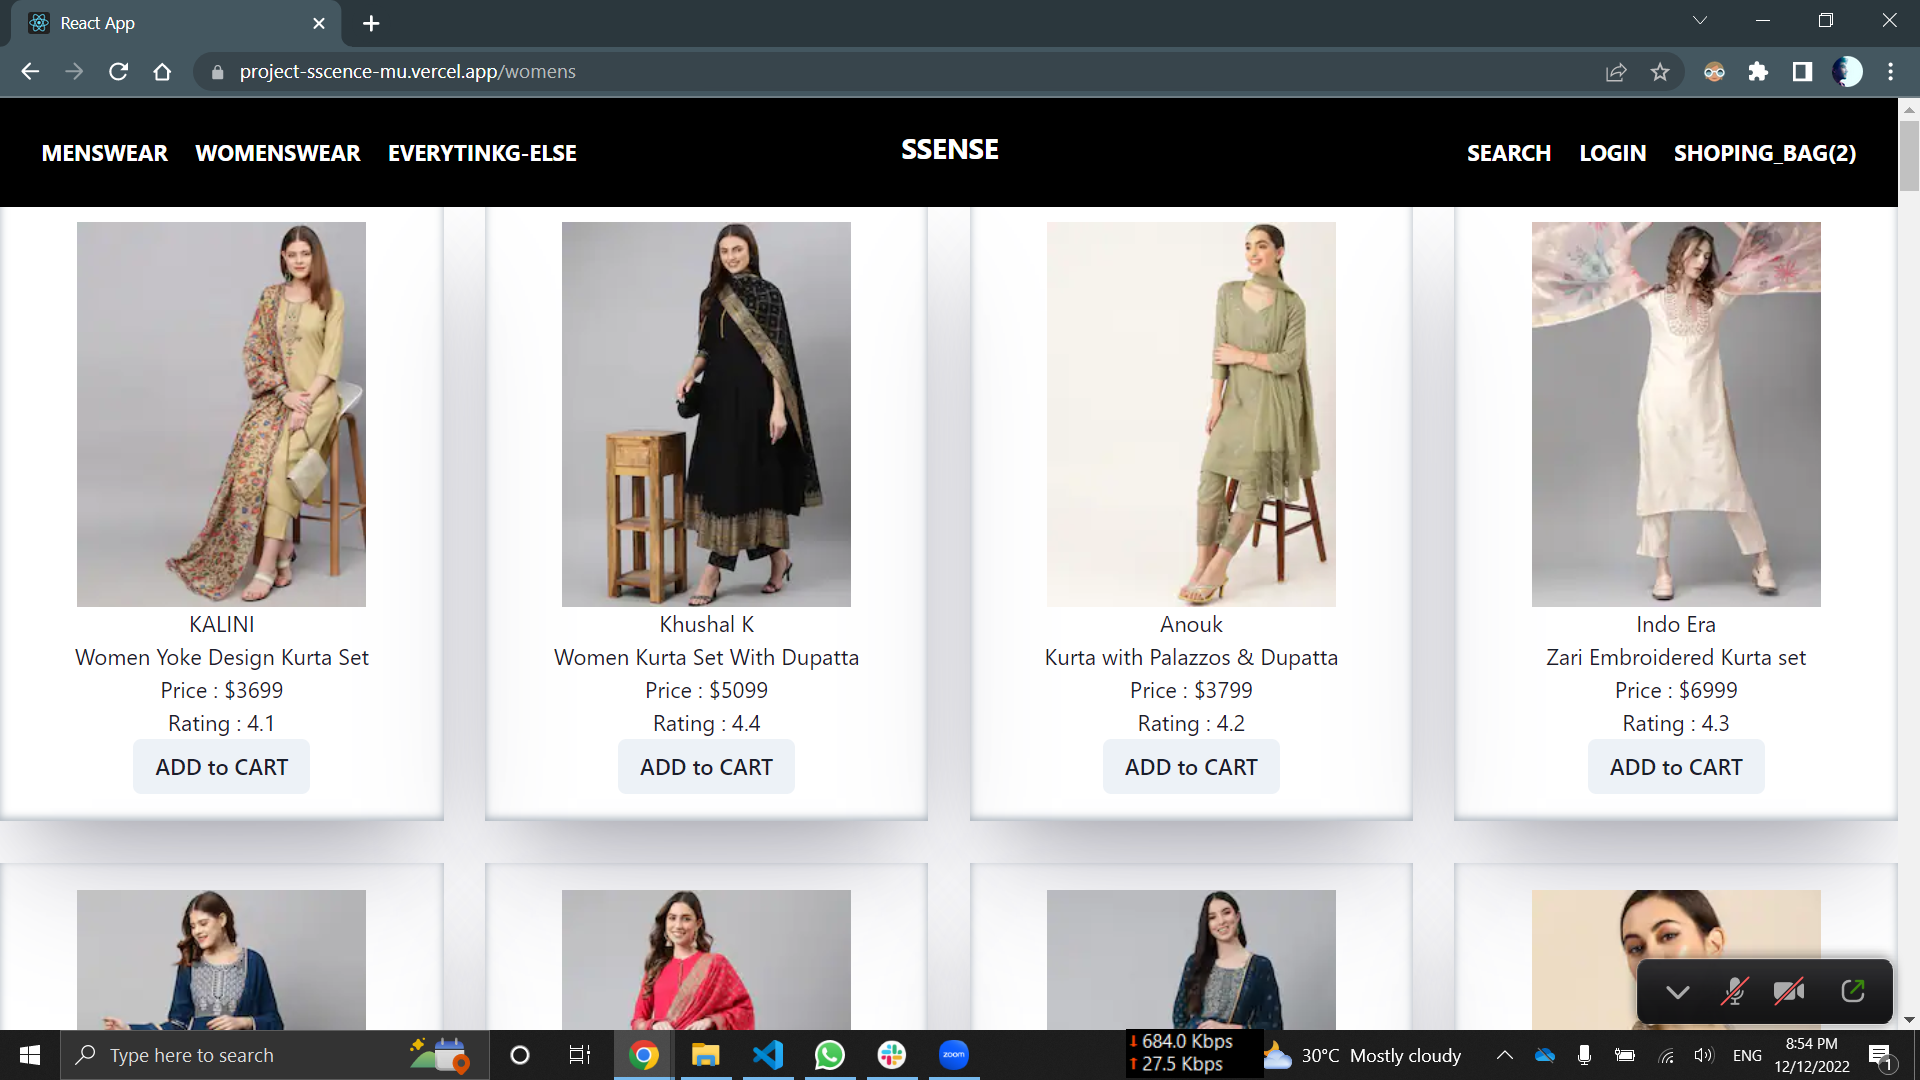 React App
project-sscence-mu.vercel.app/womens
MENSWEAR WOMENSWEAR EVERYTINKG-ELSE SSENSE SEARCH LOGIN SHOPING_BAG(2)
KALINI
Women Yoke Design Kurta Set
Price : $3699
Rating : 4.1
ADD to CART
Khushal K
Women Kurta Set With Dupatta
Price : $5099
Rating : 4.4
ADD to CART
Anouk
Kurta with Palazzos & Dupatta
Price : $3799
Rating : 4.2
ADD to CART
Indo Era
Zari Embroidered Kurta set
Price : $6999
Rating : 4.3
ADD to CART
Type here to search
zoom
684.0 Kbps
27.5 Kbps
30°C Mostly cloudy
ENG
8:54 PM
12/12/2022
1